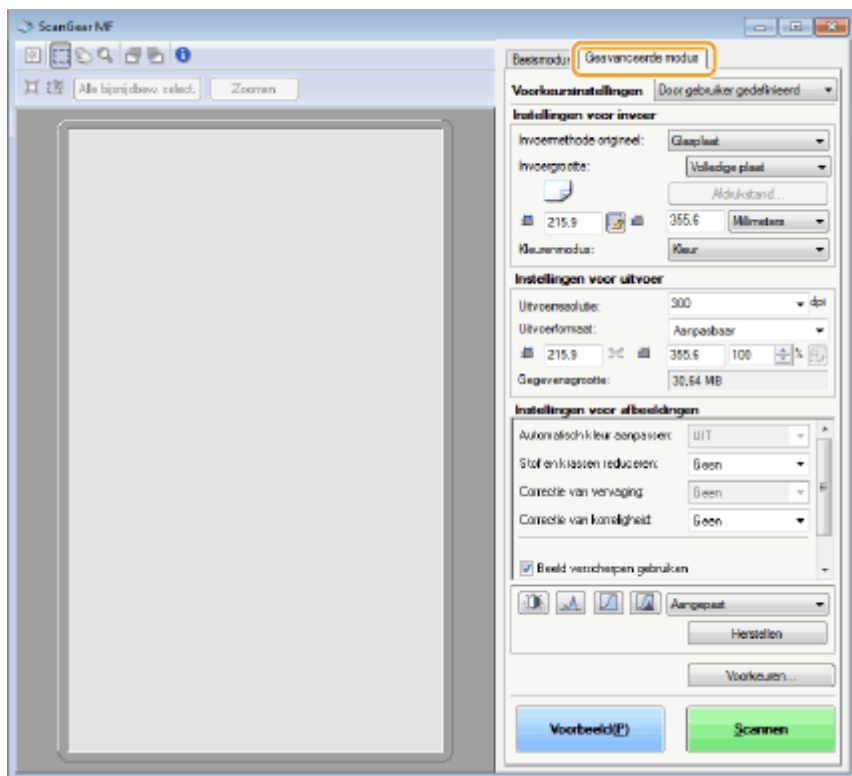 ScanGear MF
Alle bijsnijdbew. select. Zoomen
Basismodus Geavanceerde modus
Voorkeursinstellingen Door gebruiker gedefinieerd
Instellingen voor invoer
Invoermethode origineel: Glasplaat
Invoergrootte: Volledige plaat
Afdrukstand...
215.9 355.6 Millimeters
Kleurenmodus: Kleur
Instellingen voor uitvoer
Uitvoerresolutie: 300 dpi
Uitvoerformaat: Aanpasbaar
215.9 355.6 100 %
Gegevensgrootte: 30,64 MB
Instellingen voor afbeeldingen
Automatisch kleur aanpassen: UIT
Stof en krassen reduceren: Geen
Correctie van vervaging: Geen
Correctie van korreligheid: Geen
Beeld verscherpen gebruiken
Aangepast
Herstellen
Voorkeuren...
Voorbeeld(P) Scannen